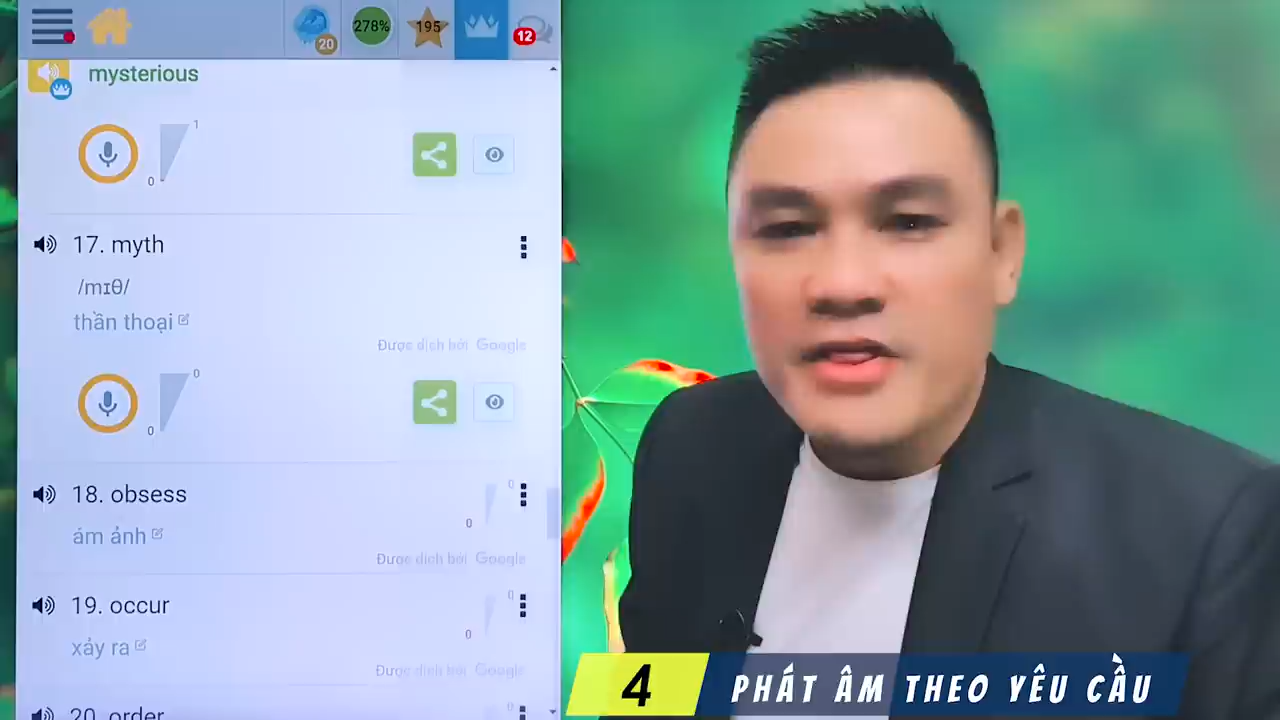 20
278%
195
12
mysterious
1
0
17. myth
/mɪθ/
thần thoại
Được dịch bởi Google
0
0
18. obsess
0
ám ảnh
0
Được dịch bởi Google
19. occur
0
xảy ra
0
Được dịch bởi Google
20. order
0
4 PHÁT ÂM THEO YÊU CẦU